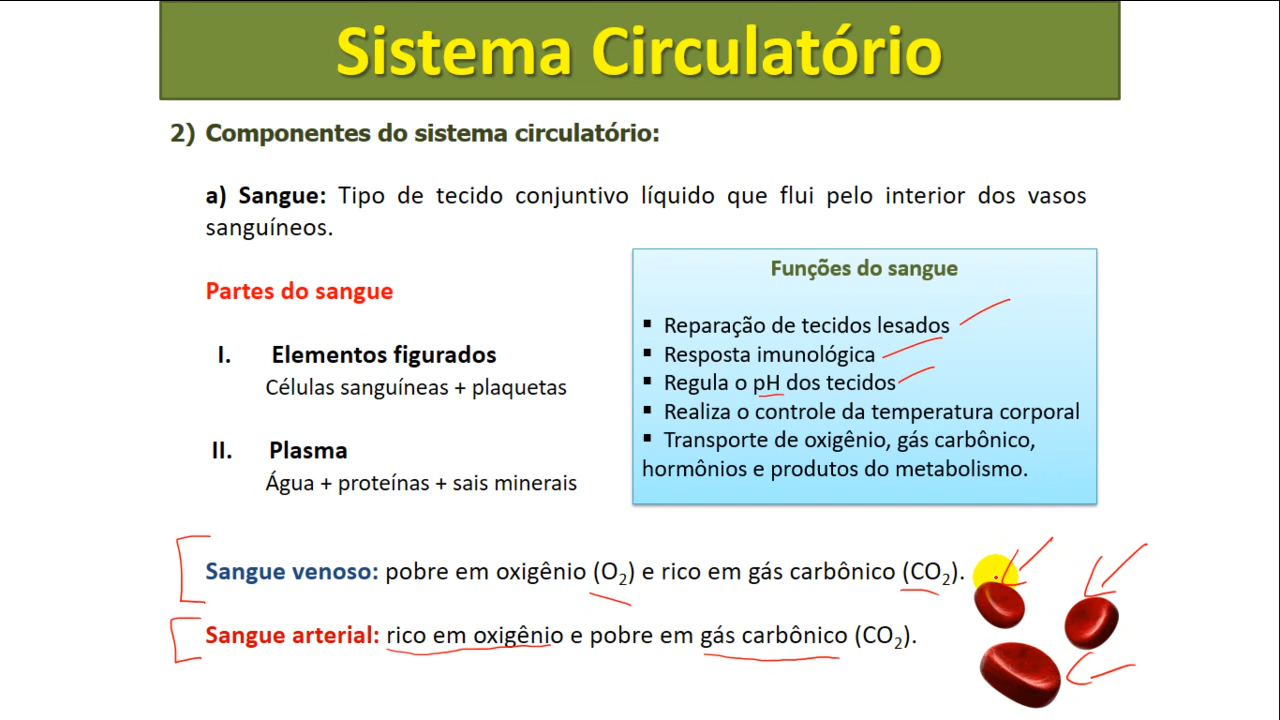 Sistema Circulatório
2) Componentes do sistema circulatório:
a) Sangue: Tipo de tecido conjuntivo líquido que flui pelo interior dos vasos
sanguíneos.
Partes do sangue
I. Elementos figurados
Células sanguíneas + plaquetas
II. Plasma
Água + proteínas + sais minerais
Funções do sangue
▪ Reparação de tecidos lesados
▪ Resposta imunológica
▪ Regula o pH dos tecidos
▪ Realiza o controle da temperatura corporal
▪ Transporte de oxigênio, gás carbônico,
hormônios e produtos do metabolismo.
Sangue venoso: pobre em oxigênio (O₂) e rico em gás carbônico (CO₂).
Sangue arterial: rico em oxigênio e pobre em gás carbônico (CO₂).